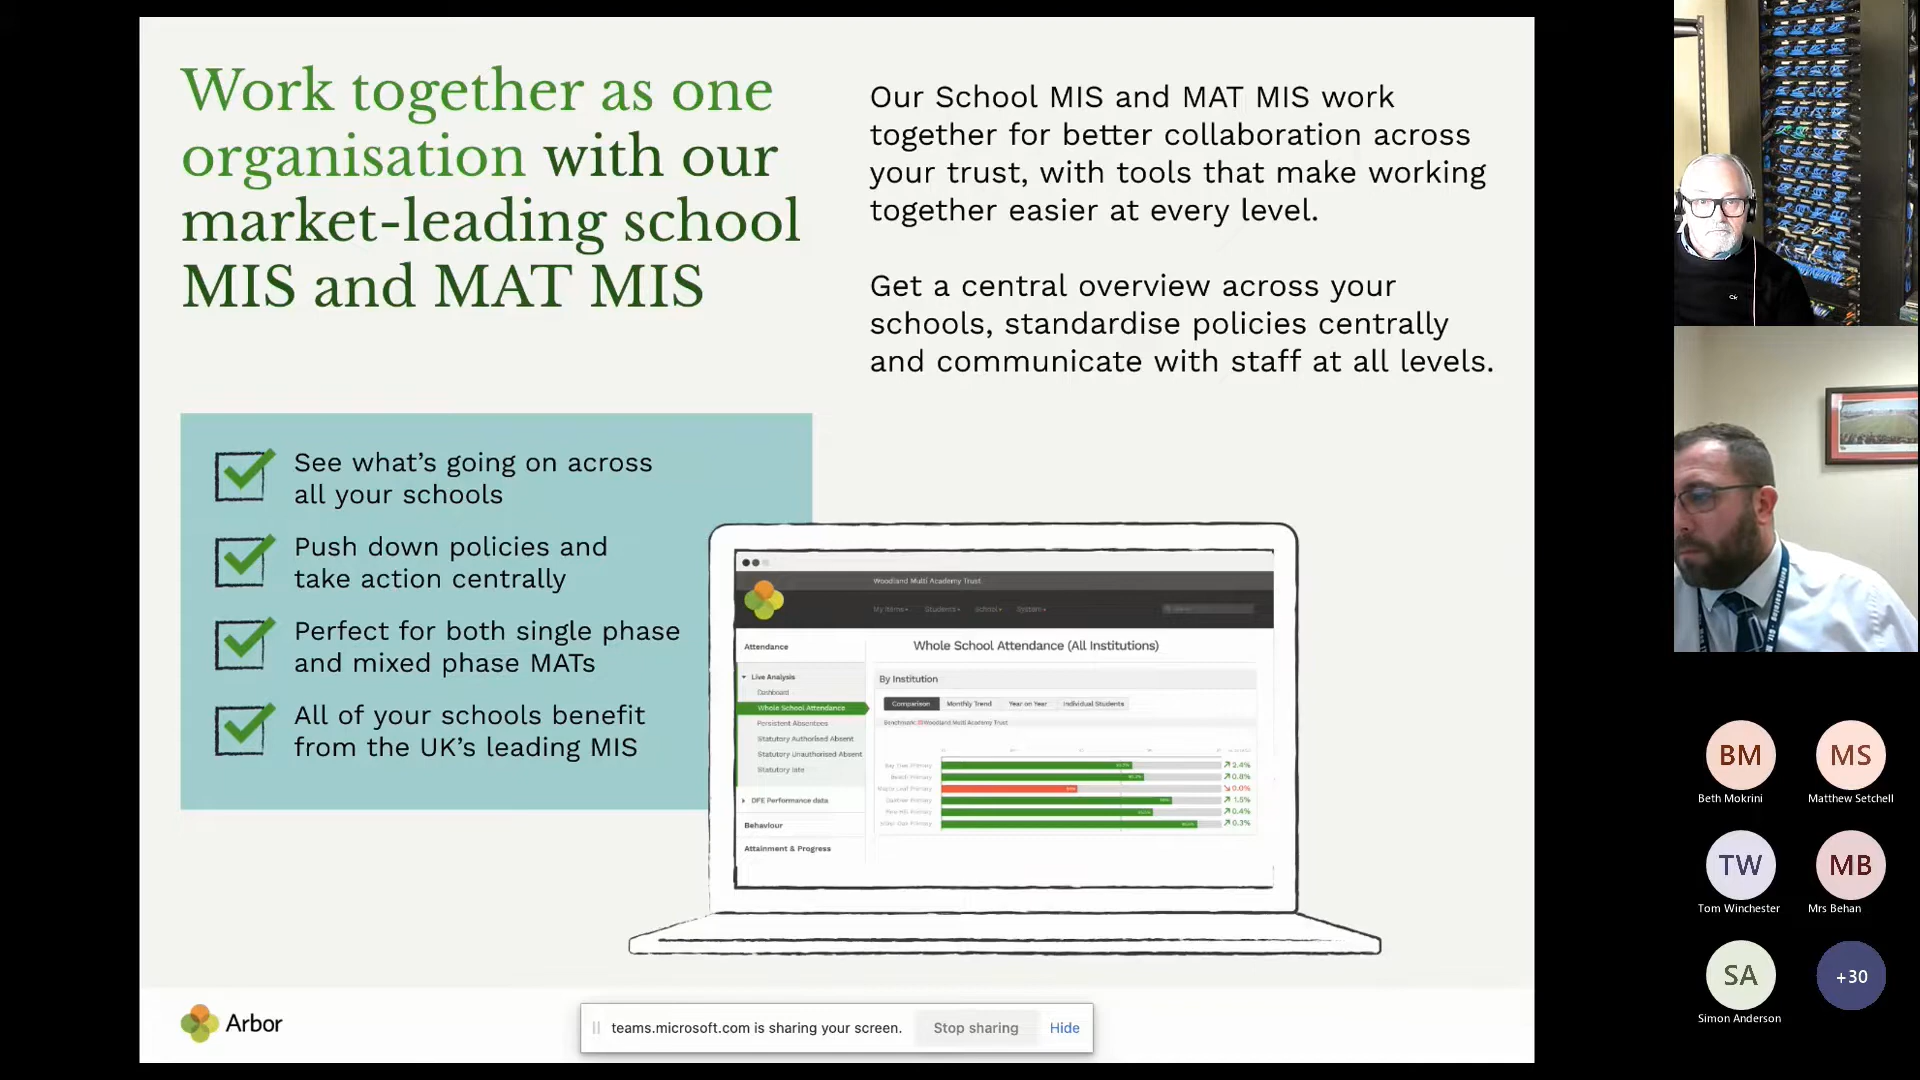 Work together as one
organisation with our
market-leading school
MIS and MAT MIS
Our School MIS and MAT MIS work
together for better collaboration across
your trust, with tools that make working
together easier at every level.
Get a central overview across your
schools, standardise policies centrally
and communicate with staff at all levels.
See what's going on across
all your schools
Push down policies and
take action centrally
Perfect for both single phase
and mixed phase MATs
All of your schools benefit
from the UK's leading MIS
Woodland Multi Academy Trust
My Items Students School System
Attendance
Live Analysis
Dashboard
Whole School Attendance
Persistent Absentees
Statutory Authorised Absent
Statutory Unauthorised Absent
Statutory late
DFE Performance data
Behaviour
Attainment & Progress
Whole School Attendance (All Institutions)
By Institution
Comparison Monthly Trend Year on Year Individual Students
Benchmark: Woodland Multi Academy Trust
2.4%
0.8%
0.0%
1.5%
0.4%
0.3%
Arbor
teams.microsoft.com is sharing your screen. Stop sharing Hide
BM
Beth Mokrini
MS
Matthew Setchell
TW
Tom Winchester
MB
Mrs Behan
SA
Simon Anderson
+30